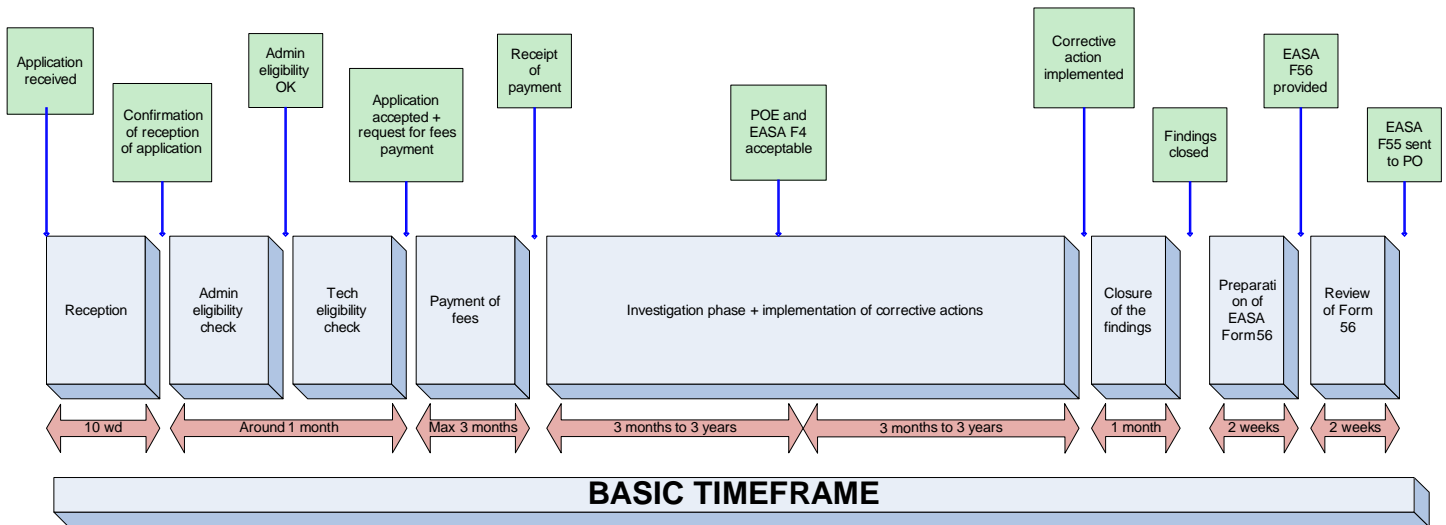 Application
received
Confirmation
of reception
of application
Admin
eligibility
OK
Application
accepted +
request for fees
payment
Receipt
of
payment
POE and
EASA F4
acceptable
Corrective
action
implemented
Findings
closed
EASA
F56
provided
EASA
F55 sent
to PO
Reception
Admin
eligibility
check
Tech
eligibility
check
Payment of
fees
Investigation phase + implementation of corrective actions
Closure
of the
findings
Preparati
on of
EASA
Form56
Review
of Form
56
10 wd
Around 1 month
Max 3 months
3 months to 3 years
3 months to 3 years
1 month
2 weeks
2 weeks
BASIC TIMEFRAME